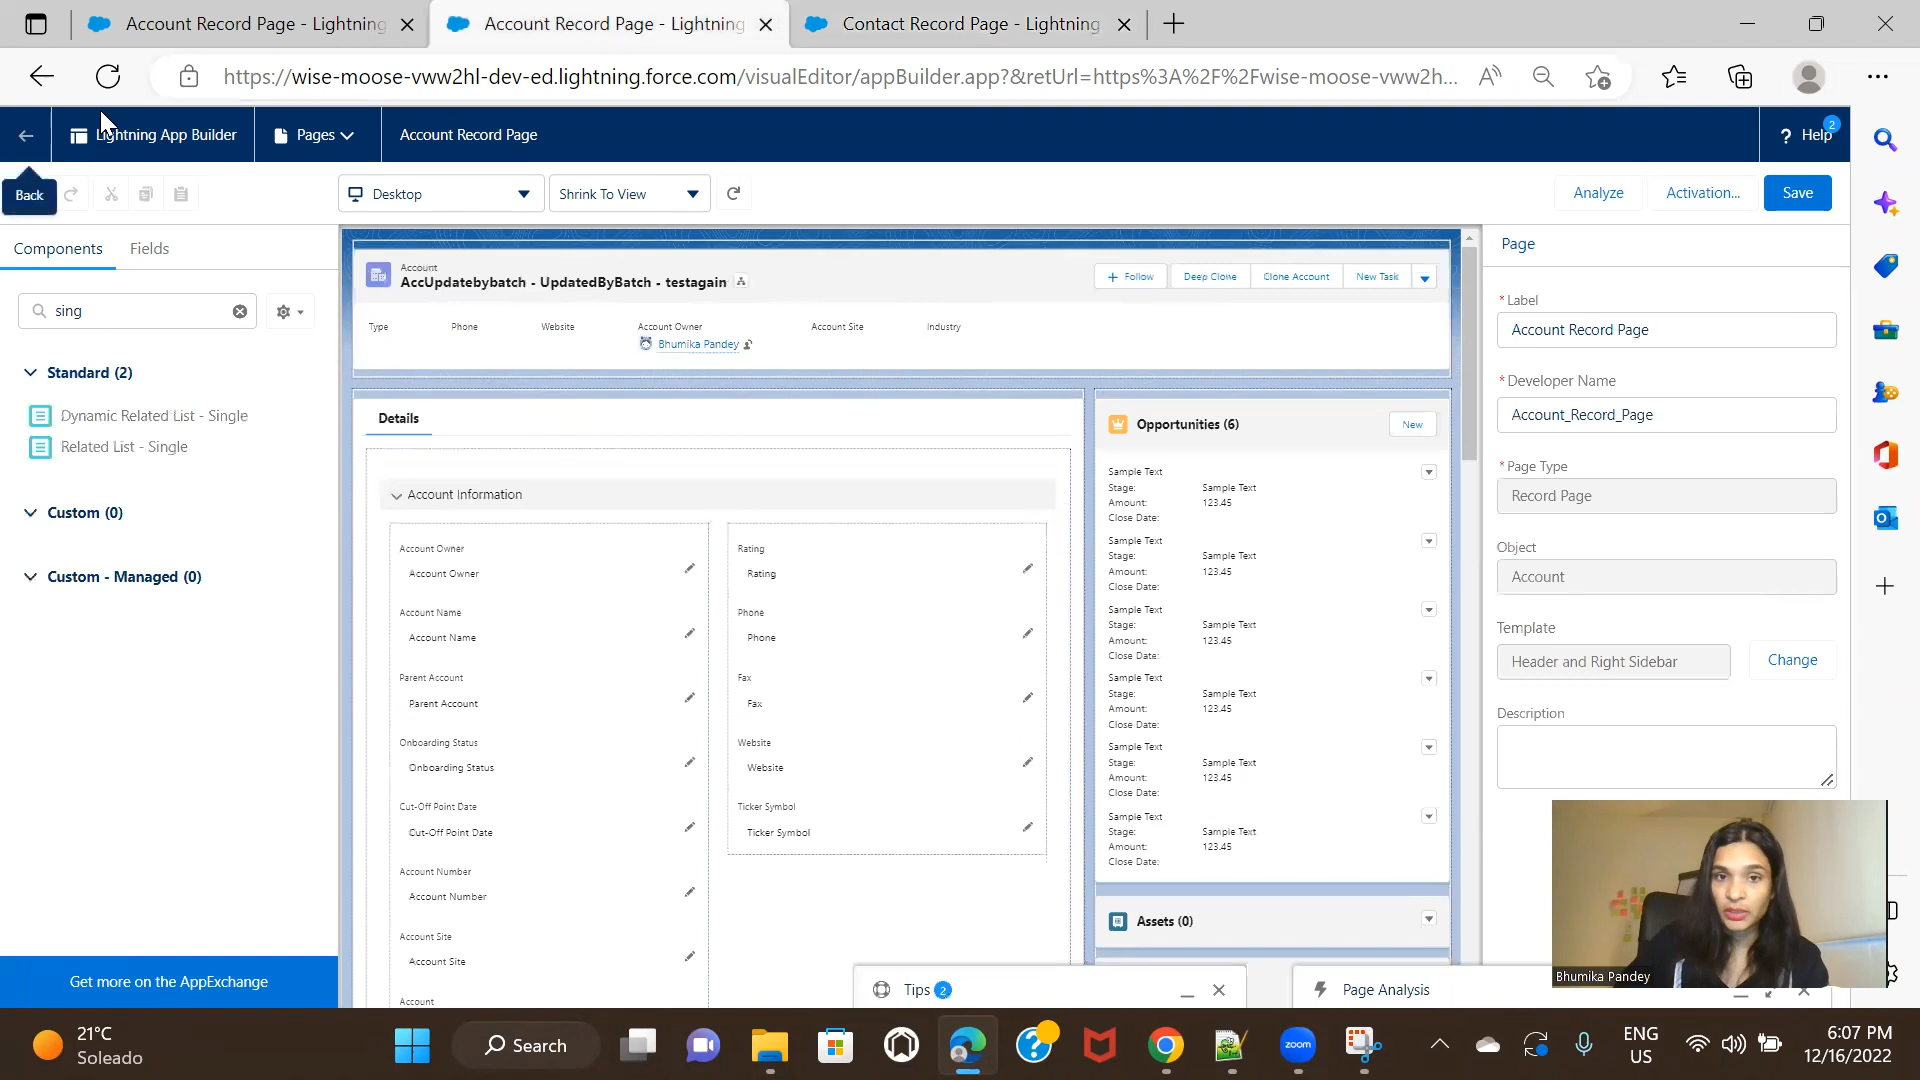 Account Record Page - Lightning
Account Record Page - Lightning
Contact Record Page - Lightning
https://wise-moose-vww2hl-dev-ed.lightning.force.com/visualEditor/appBuilder.app?&retUrl=https%3A%2F%2Fwise-moose-vww2h...
Lightning App Builder
Pages
Account Record Page
? Help
2
Back
Desktop
Shrink To View
Analyze
Activation...
Save
Components
Fields
sing
Standard (2)
Dynamic Related List - Single
Related List - Single
Custom (0)
Custom - Managed (0)
Get more on the AppExchange
Account
AccUpdatebybatch - UpdatedByBatch - testagain
+ Follow
Deep Clone
Clone Account
New Task
Type
Phone
Website
Account Owner
Account Site
Industry
Bhumika Pandey
Details
Account Information
Account Owner
Account Owner
Account Name
Account Name
Parent Account
Parent Account
Onboarding Status
Onboarding Status
Cut-Off Point Date
Cut-Off Point Date
Account Number
Account Number
Account Site
Account Site
Account
Rating
Rating
Phone
Phone
Fax
Fax
Website
Website
Ticker Symbol
Ticker Symbol
Opportunities (6)
New
Sample Text
Stage: Sample Text
Amount: 123.45
Close Date:
Sample Text
Stage: Sample Text
Amount: 123.45
Close Date:
Sample Text
Stage: Sample Text
Amount: 123.45
Close Date:
Sample Text
Stage: Sample Text
Amount: 123.45
Close Date:
Sample Text
Stage: Sample Text
Amount: 123.45
Close Date:
Sample Text
Stage: Sample Text
Amount: 123.45
Close Date:
Assets (0)
Tips 2
Page Analysis
Page
* Label
Account Record Page
* Developer Name
Account_Record_Page
* Page Type
Record Page
Object
Account
Template
Header and Right Sidebar
Change
Description
Bhumika Pandey
21°C
Soleado
Search
zoom
ENG
US
6:07 PM
12/16/2022